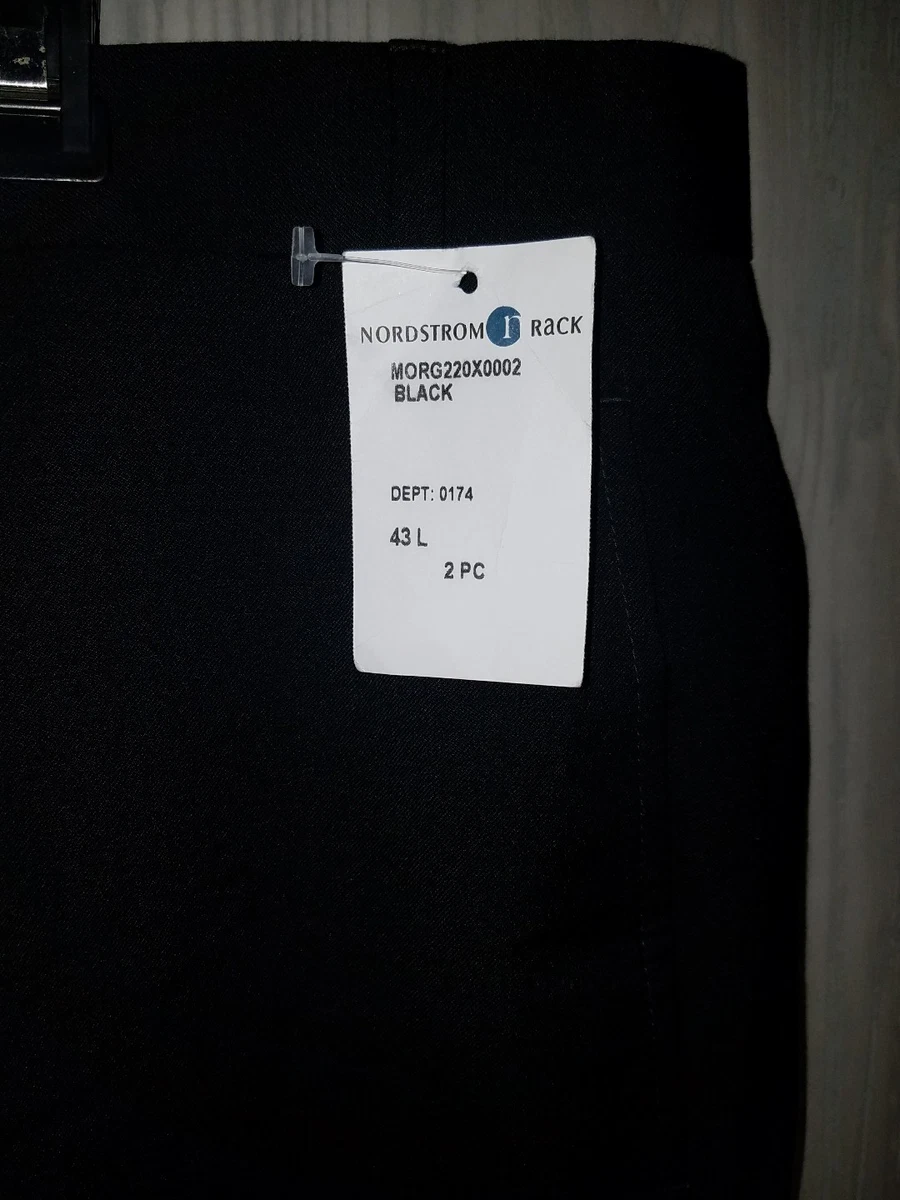 NORDSTROM r RACK
MORG220X0002
BLACK
DEPT: 0174
43 L
2 PC